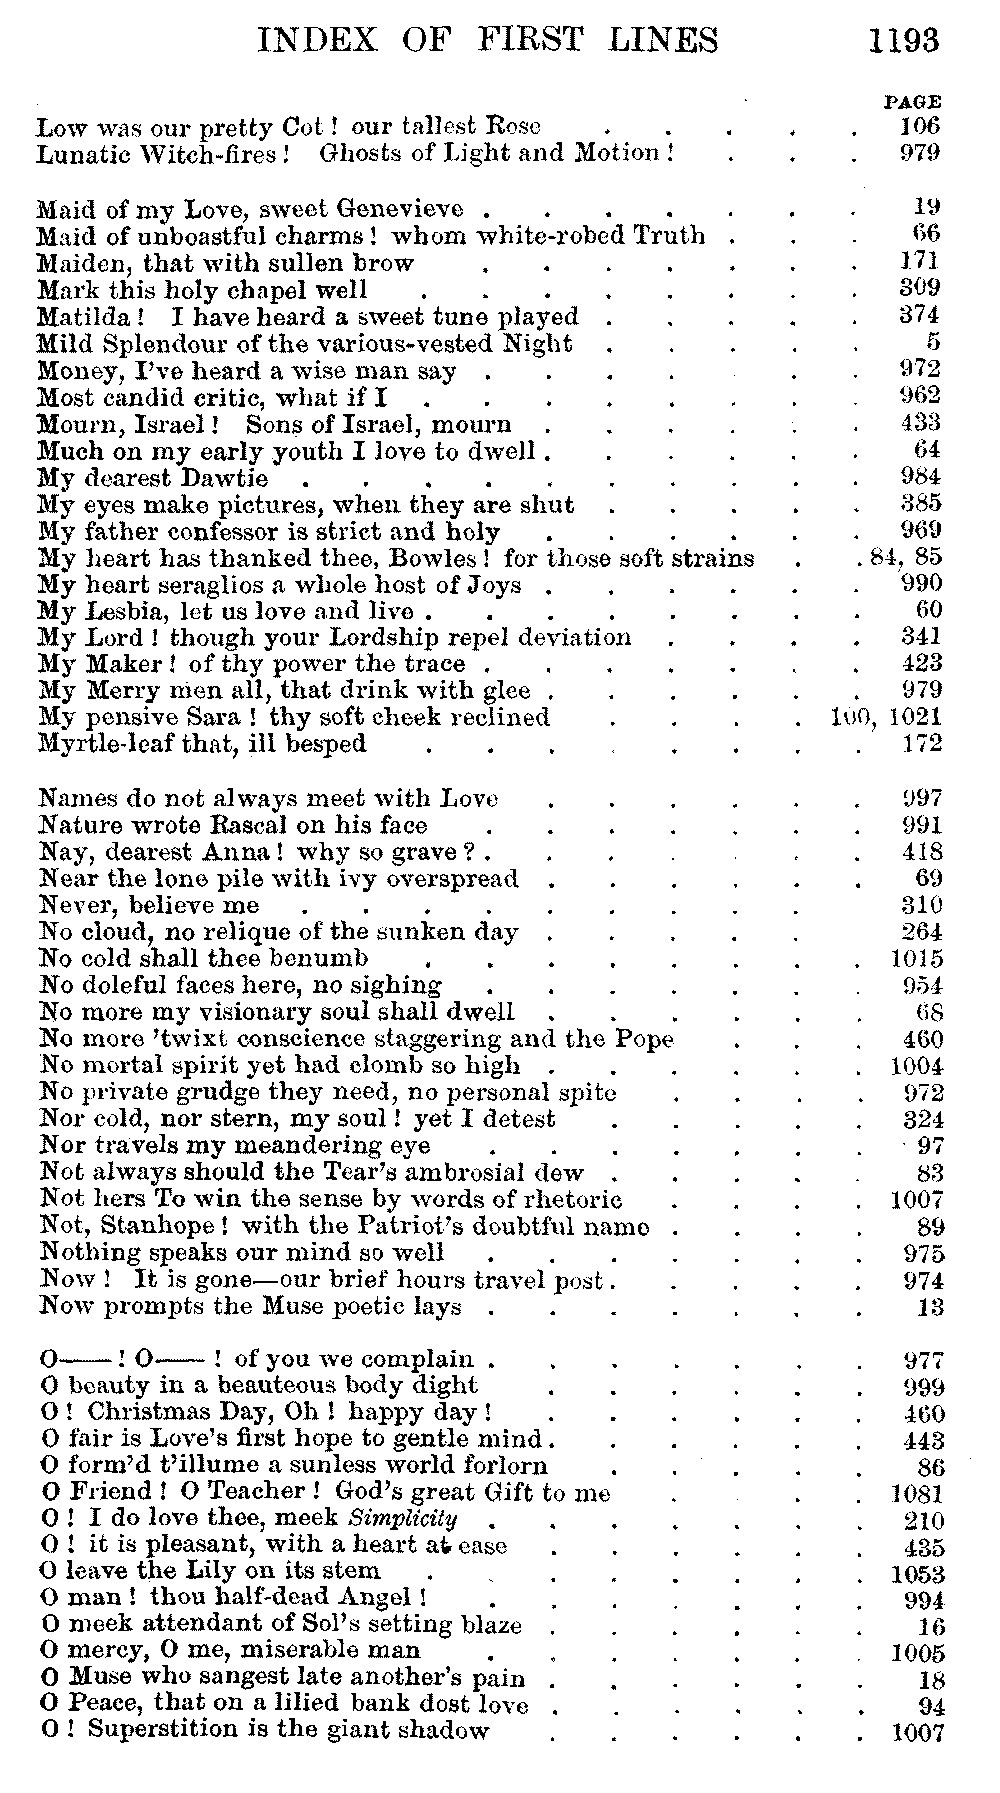 INDEX OF FIRST LINES 1193
PAGE
Low was our pretty Cot ! our tallest Rose . . . . . 106
Lunatic Witch-fires ! Ghosts of Light and Motion ! . . . 979
Maid of my Love, sweet Genevieve . . . . . . . 19
Maid of unboastful charms ! whom white-robed Truth . . . 66
Maiden, that with sullen brow . . . . . . . 171
Mark this holy chapel well . . . . . . . . 309
Matilda ! I have heard a sweet tune played . . . . . 374
Mild Splendour of the various-vested Night . . . . . 5
Money, I've heard a wise man say . . . . . . . 972
Most candid critic, what if I . . . . . . . . 962
Mourn, Israel ! Sons of Israel, mourn . . . . . . 433
Much on my early youth I love to dwell . . . . . . 64
My dearest Dawtie . . . . . . . . . . 984
My eyes make pictures, when they are shut . . . . . 385
My father confessor is strict and holy . . . . . . 969
My heart has thanked thee, Bowles ! for those soft strains . . 84, 85
My heart seraglios a whole host of Joys . . . . . . 990
My Lesbia, let us love and live . . . . . . . . 60
My Lord ! though your Lordship repel deviation . . . . 341
My Maker ! of thy power the trace . . . . . . . 423
My Merry men all, that drink with glee . . . . . . 979
My pensive Sara ! thy soft cheek reclined . . . . 100, 1021
Myrtle-leaf that, ill besped . . . . . . . . 172
Names do not always meet with Love . . . . . . 997
Nature wrote Rascal on his face . . . . . . . 991
Nay, dearest Anna ! why so grave ? . . . . . . . 418
Near the lone pile with ivy overspread . . . . . . 69
Never, believe me . . . . . . . . . 310
No cloud, no relique of the sunken day . . . . . 264
No cold shall thee benumb . . . . . . . . 1015
No doleful faces here, no sighing . . . . . . . 954
No more my visionary soul shall dwell . . . . . . 68
No more 'twixt conscience staggering and the Pope . . . 460
No mortal spirit yet had clomb so high . . . . . . 1004
No private grudge they need, no personal spite . . . . 972
Nor cold, nor stern, my soul ! yet I detest . . . . . 324
Nor travels my meandering eye . . . . . . . 97
Not always should the Tear's ambrosial dew . . . . . 83
Not hers To win the sense by words of rhetoric . . . . 1007
Not, Stanhope ! with the Patriot's doubtful name . . . . 89
Nothing speaks our mind so well . . . . . . . 975
Now ! It is gone—our brief hours travel post . . . . . 974
Now prompts the Muse poetic lays . . . . . . . 13
O—— ! O—— ! of you we complain . . . . . . . 977
O beauty in a beauteous body dight . . . . . . 999
O ! Christmas Day, Oh ! happy day ! . . . . . . 460
O fair is Love's first hope to gentle mind . . . . . . 443
O form'd t'illume a sunless world forlorn . . . . . 86
O Friend ! O Teacher ! God's great Gift to me . . . . 1081
O ! I do love thee, meek Simplicity . . . . . . . 210
O ! it is pleasant, with a heart at ease . . . . . . 435
O leave the Lily on its stem . . . . . . . . 1053
O man ! thou half-dead Angel ! . . . . . . . 994
O meek attendant of Sol's setting blaze . . . . . . 16
O mercy, O me, miserable man . . . . . . . 1005
O Muse who sangest late another's pain . . . . . . 18
O Peace, that on a lilied bank dost love . . . . . . 94
O ! Superstition is the giant shadow . . . . . . 1007